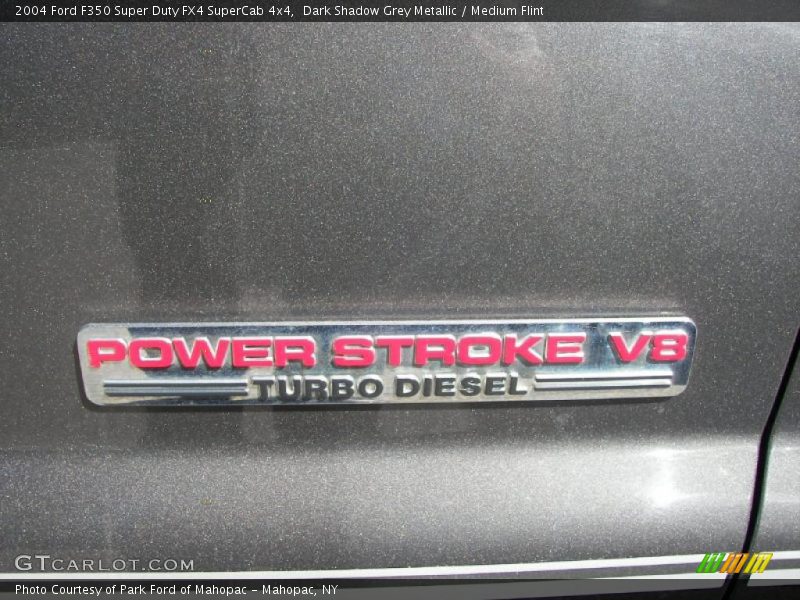 2004 Ford F350 Super Duty FX4 SuperCab 4x4,  Dark Shadow Grey Metallic / Medium Flint
POWER STROKE V8
TURBO DIESEL
GTCARLOT.COM
Photo Courtesy of Park Ford of Mahopac - Mahopac, NY